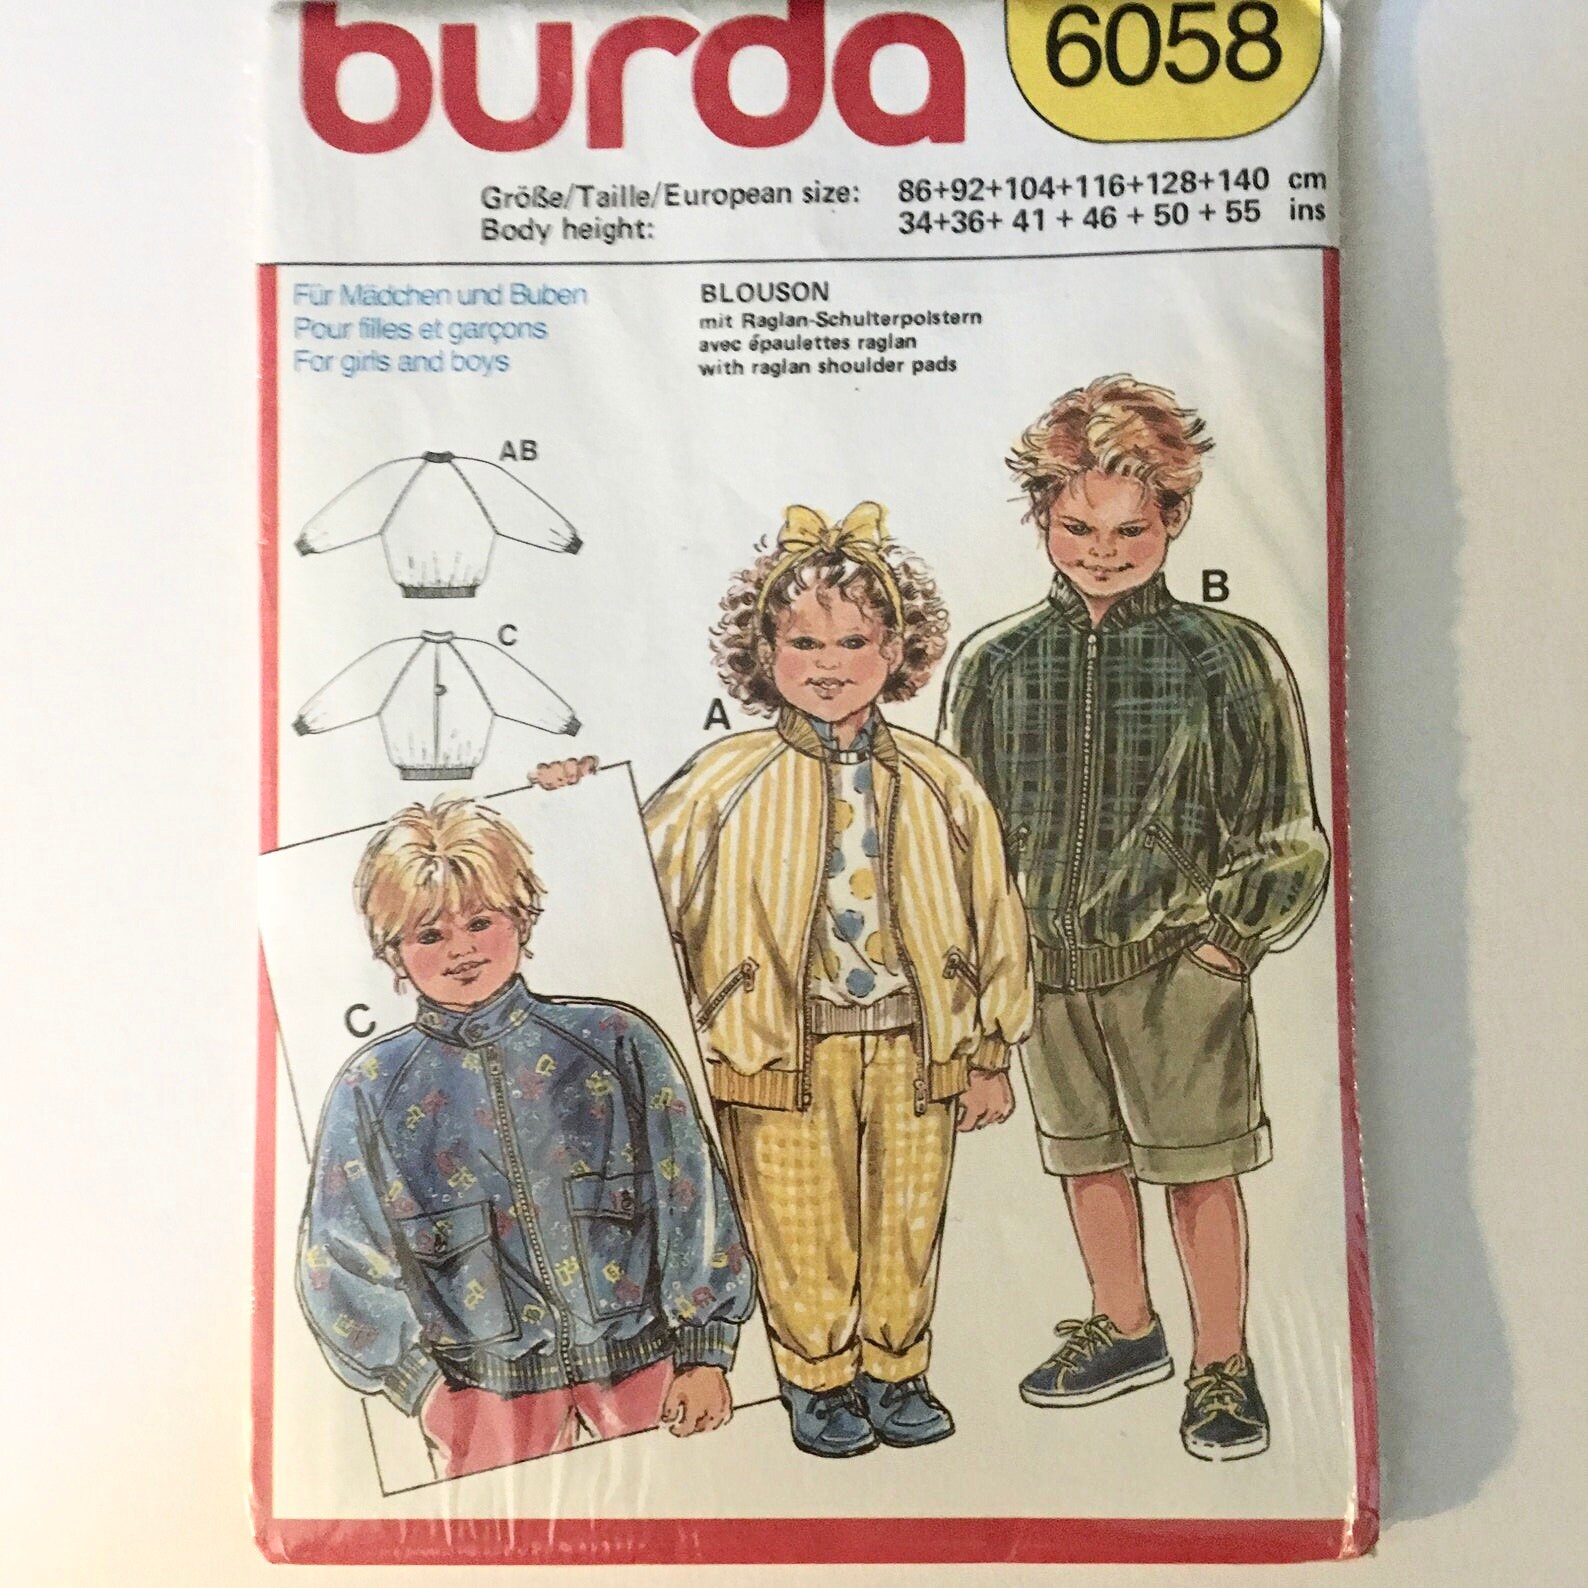 burda
6058
Größe/Taille/European size: 86+92+104+116+128+140 cm
Body height: 34+36+ 41 + 46 + 50 + 55 ins
Für Mädchen und Buben
Pour filles et garçons
For girls and boys
BLOUSON
mit Raglan-Schulterpolstern
avec épaulettes raglan
with raglan shoulder pads
AB
C
A
B
C